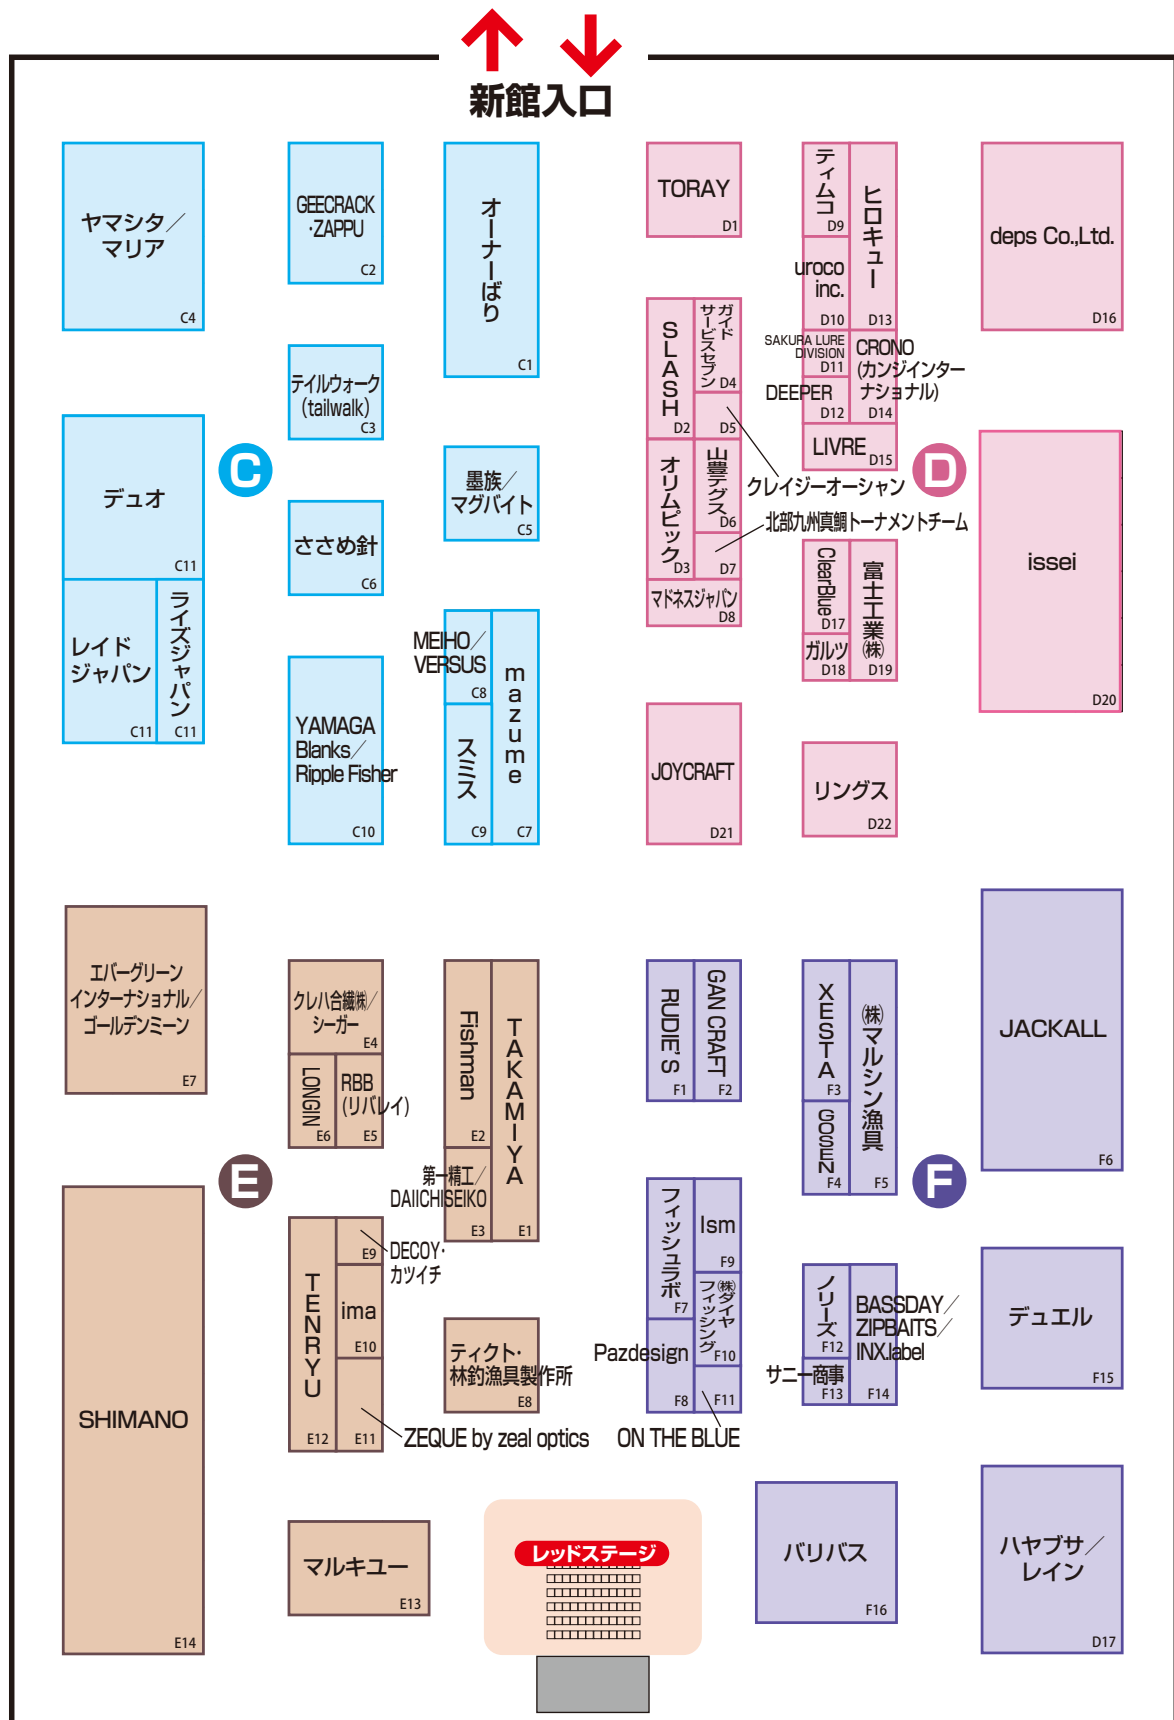 新館入口
ヤマシタ／
マリア
C4
GEECRACK
・ZAPPU
C2
オーナーばり
C1
テイルウォーク
(tailwalk)
C3
デュオ
C11
C
墨族／
マグバイト
C5
ささめ針
C6
レイド
ジャパン
C11
ライズジャパン
C11
MEIHO／
VERSUS
C8
mazume
C7
YAMAGA
Blanks／
Ripple Fisher
C10
スミス
C9
TORAY
D1
ティムコ
D9
ヒロキュー
D13
deps Co.,Ltd.
D16
uroco
inc.
D10
SLASH
D2
ガイド
サービスセブン
D4
SAKURA LURE
DIVISION
D11
CRONO
(カンジインター
ナショナル)
D14
DEEPER
D12
D5
LIVRE
D15
D
クレイジーオーシャン
オリムピック
D3
山豊テグス
D6
北部九州真鯛トーナメントチーム
D7
マドネスジャパン
D8
ClearBlue
D17
富士工業㈱
D19
ガルツ
D18
issei
D20
JOYCRAFT
D21
リングス
D22
エバーグリーン
インターナショナル／
ゴールデンミーン
E7
クレハ合繊㈱／
シーガー
E4
LONGIN
E6
RBB
(リバレイ)
E5
Fishman
E2
TAKAMIYA
E1
第一精工／
DAIICHISEIKO
E3
E
SHIMANO
E14
TENRYU
E12
E9
DECOY・
カツイチ
ima
E10
E11
ZEQUE by zeal optics
ティクト・
林釣漁具製作所
E8
マルキユー
E13
RUDIE'S
F1
GAN CRAFT
F2
XESTA
F3
㈱マルシン漁具
F5
GOSEN
F4
JACKALL
F6
F
フィッシュラボ
F7
Ism
F9
㈱ダイヤ
フィッシング
F10
Pazdesign
F8
F11
ON THE BLUE
ノリーズ
F12
BASSDAY／
ZIPBAITS／
INX.label
F14
サニー商事
F13
デュエル
F15
レッドステージ
バリバス
F16
ハヤブサ／
レイン
D17